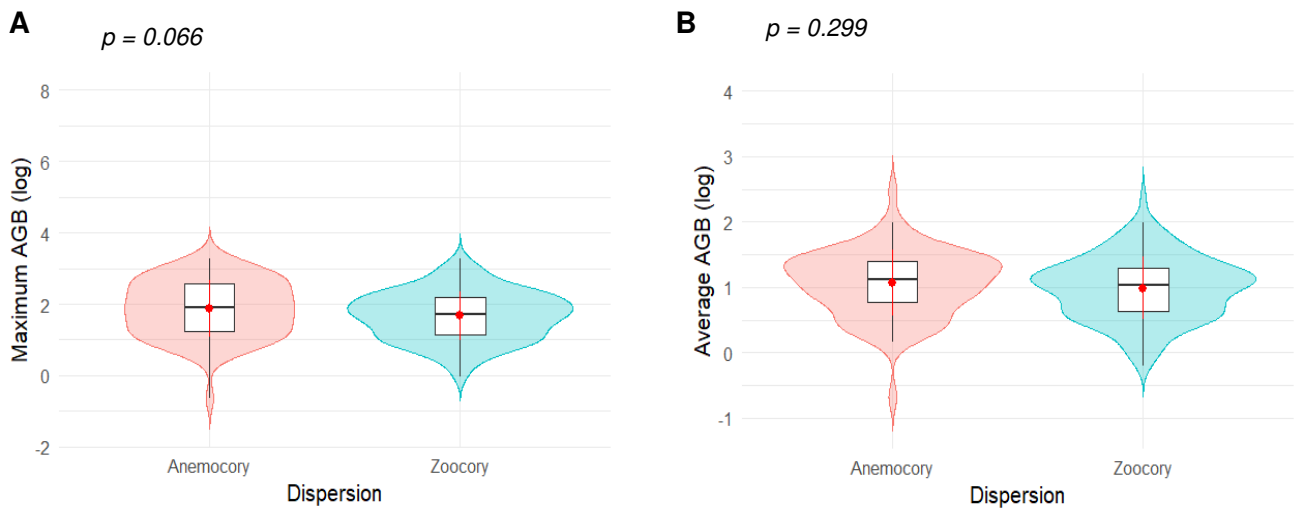 A
p = 0.066
Maximum AGB (log)
8
6
4
2
0
-2
Anemocory
Zoocory
Dispersion
B
p = 0.299
Average AGB (log)
4
3
2
1
0
-1
Anemocory
Zoocory
Dispersion